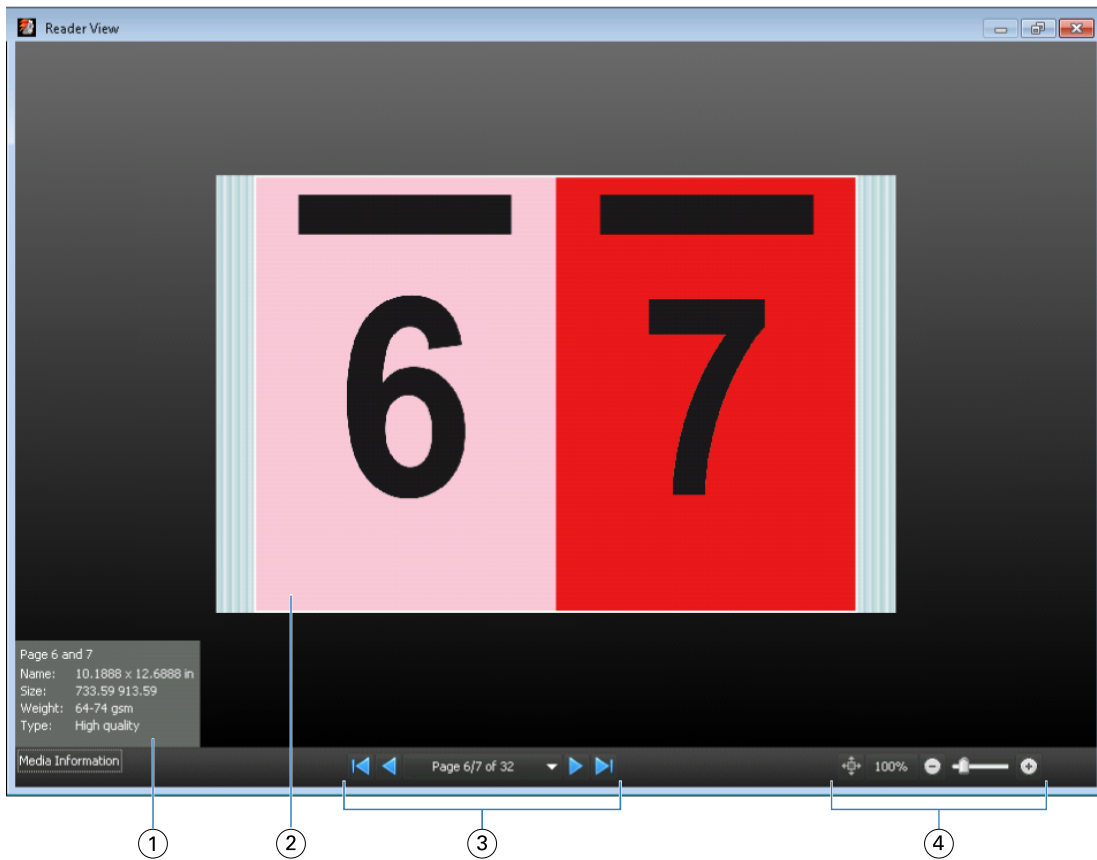 Reader View
6 7
Page 6 and 7
Name: 10.1888 x 12.6888 in
Size: 733.59 913.59
Weight: 64-74 gsm
Type: High quality
Media Information
Page 6/7 of 32
100%
1 2 3 4